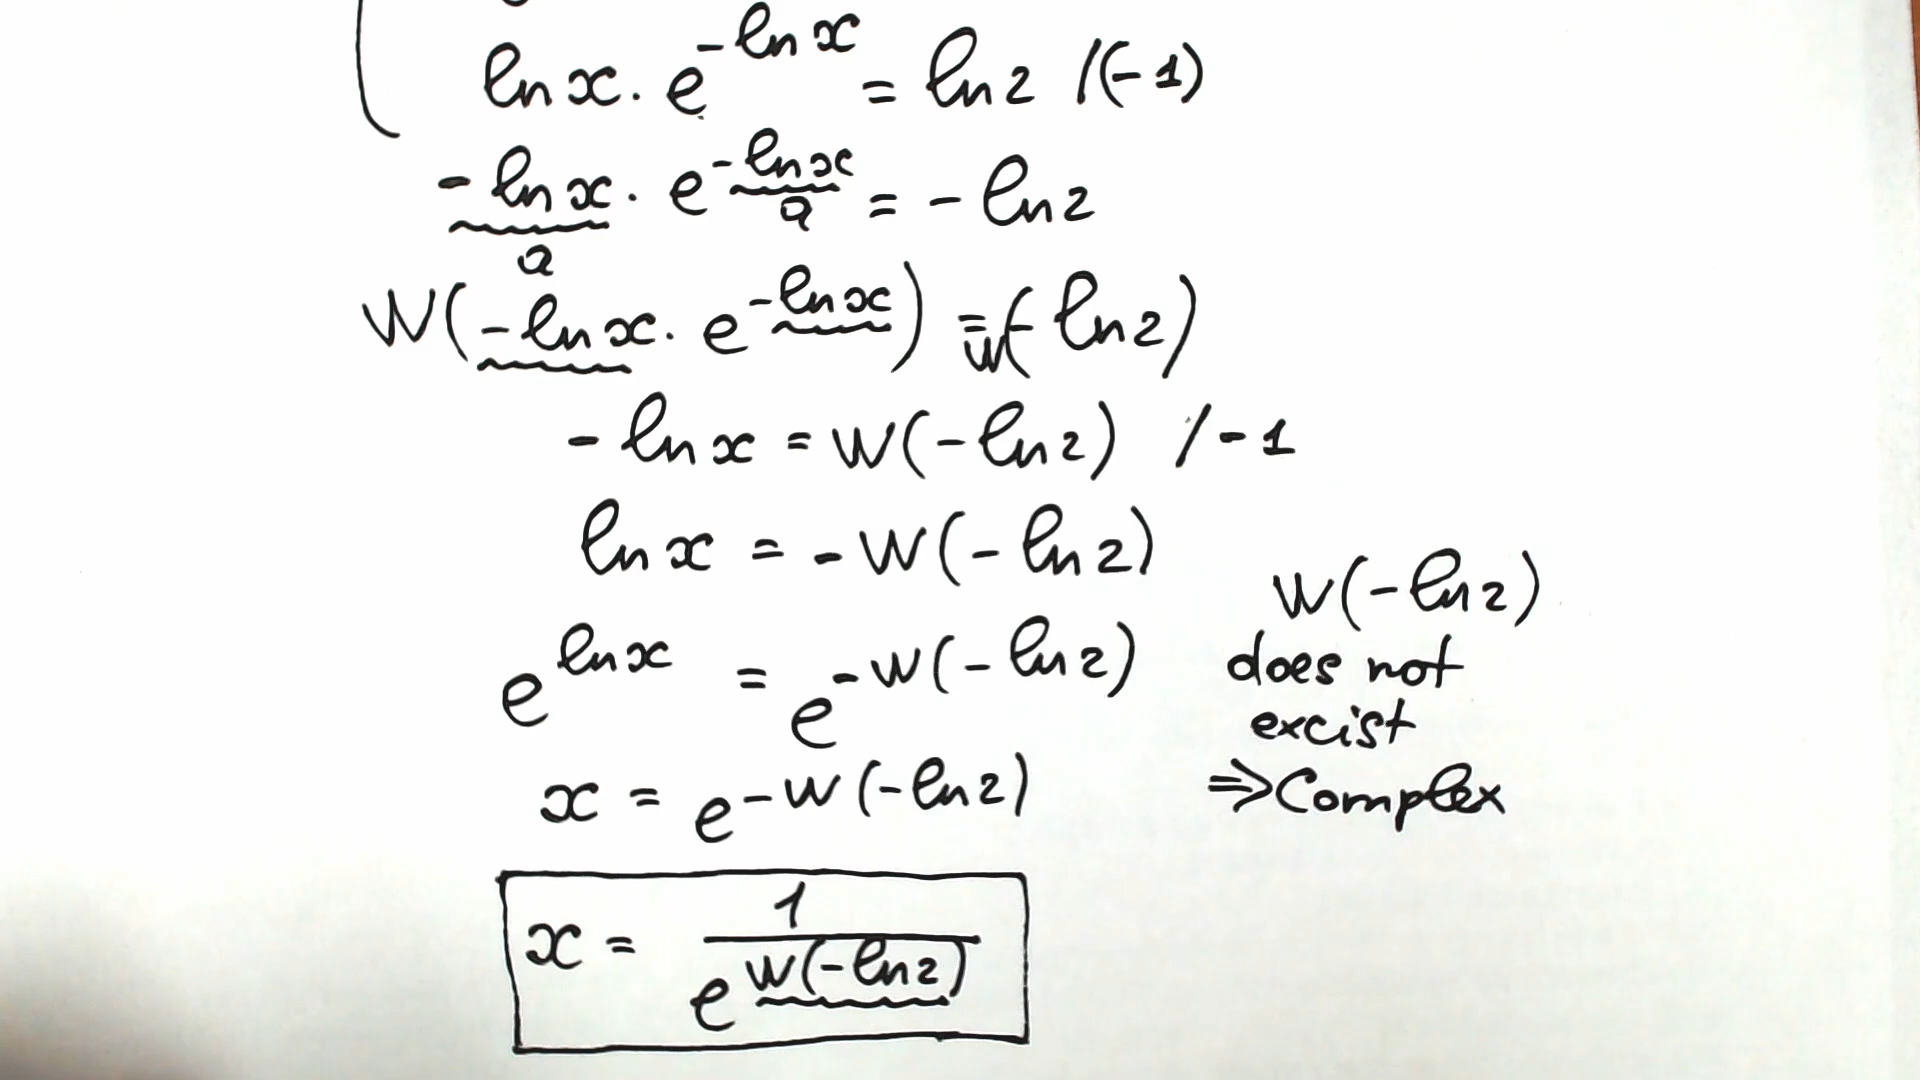 ln x · e^(-ln x) = ln 2 /(-1)
-ln x · e^(-ln x) = - ln 2
a
a
W(-ln x · e^(-ln x)) = W(- ln 2)
- ln x = W(-ln 2) / -1
ln x = - W(- ln 2)
e^(ln x) = e^(-W(- ln 2))
x = e^(-W(-ln 2))
x = 1 / e^(W(-ln 2))
W(-ln 2)
does not
excist
⇒ Complex